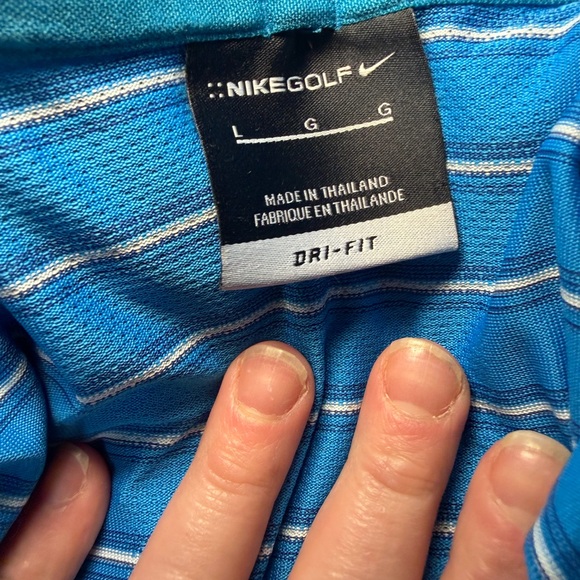 NIKEGOLF
L G G
MADE IN THAILAND
FABRIQUE EN THAILANDE
DRI-FIT